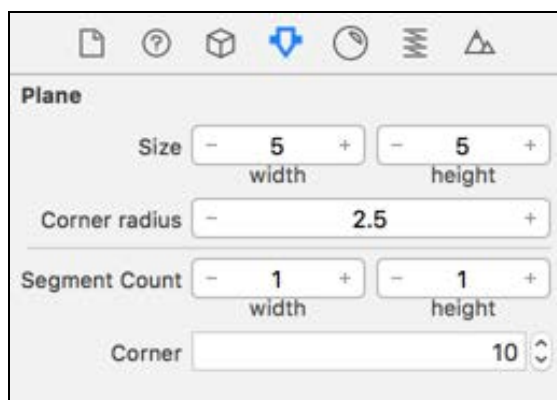 Plane
Size - 5 + - 5 +
width height
Corner radius - 2.5 +
Segment Count - 1 + - 1 +
width height
Corner 10